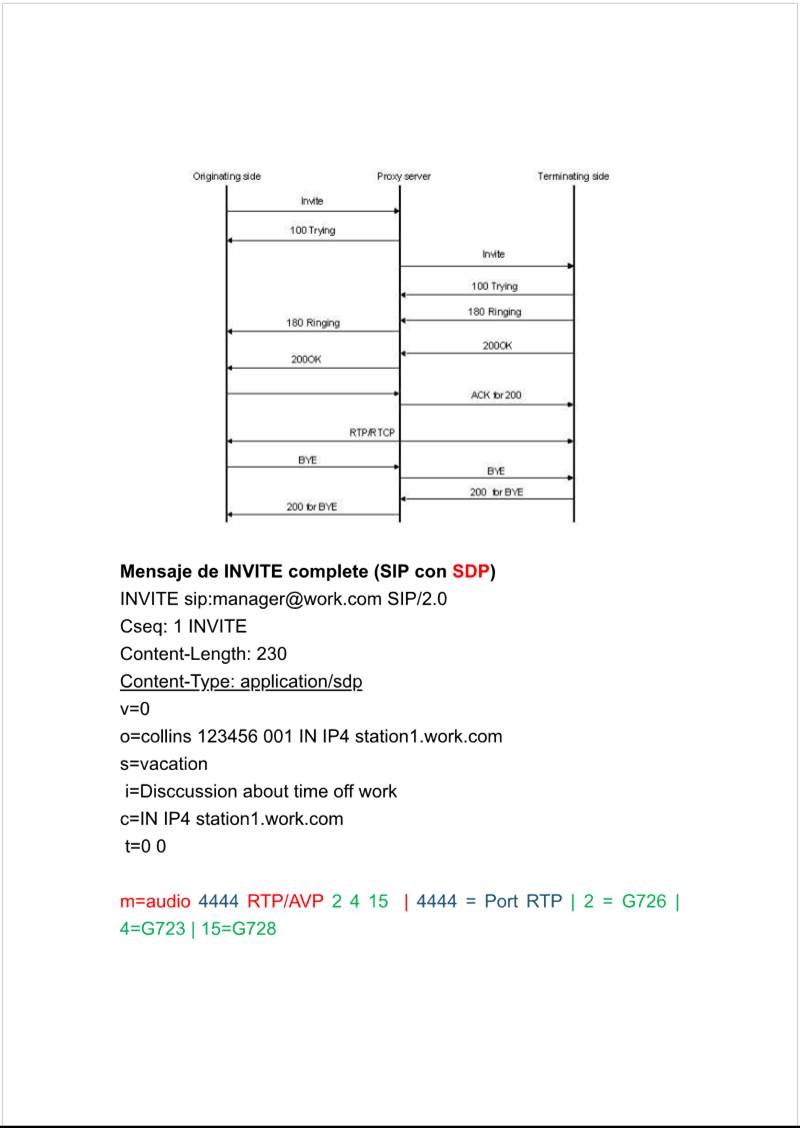 Originating side Proxy server Terminating side
Invite
100 Trying
Invite
100 Trying
180 Ringing
180 Ringing
200OK
200OK
ACK for 200
RTP/RTCP
BYE
BYE
200 for BYE
200 for BYE
Mensaje de INVITE complete (SIP con SDP)
INVITE sip:manager@work.com SIP/2.0
Cseq: 1 INVITE
Content-Length: 230
Content-Type: application/sdp
v=0
o=collins 123456 001 IN IP4 station1.work.com
s=vacation
i=Disccussion about time off work
c=IN IP4 station1.work.com
t=0 0
m=audio 4444 RTP/AVP 2 4 15 | 4444 = Port RTP | 2 = G726 |
4=G723 | 15=G728